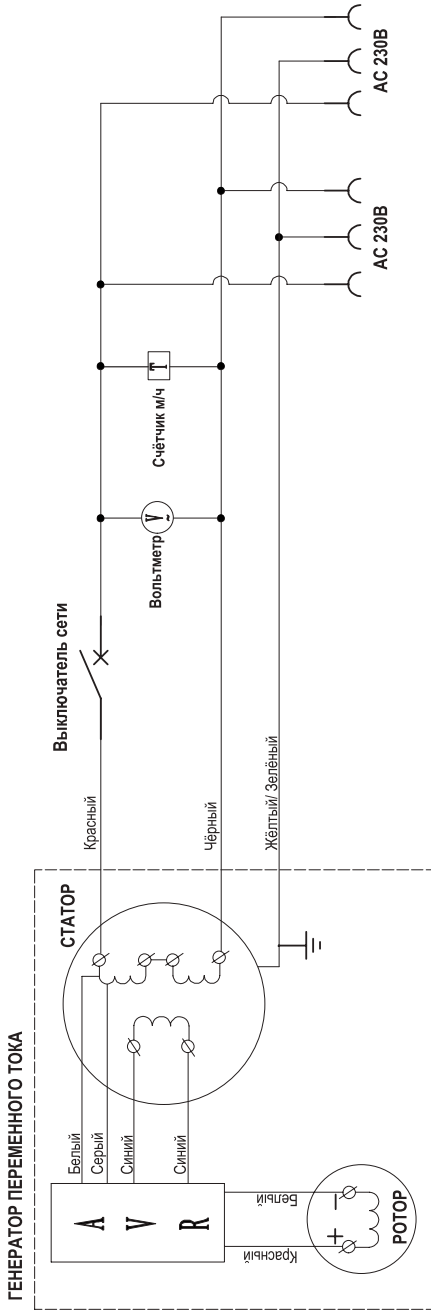 ГЕНЕРАТОР ПЕРЕМЕННОГО ТОКА
A
V
R
Белый
Серый
Синий
Синий
Красный
Белый
+
–
РОТОР
СТАТОР
Красный
Чёрный
Жёлтый/ Зелёный
Выключатель сети
Вольтметр
V
~
Счётчик м/ч
T
AC 230В
AC 230В